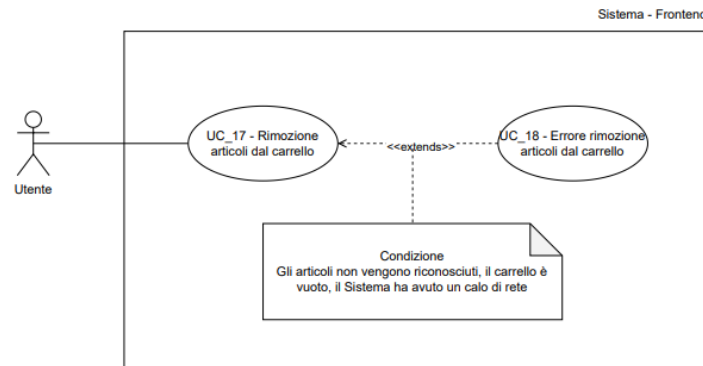 Sistema - Frontend
UC_17 - Rimozione
articoli dal carrello
<<extends>>
UC_18 - Errore rimozione
articoli dal carrello
Utente
Condizione
Gli articoli non vengono riconosciuti, il carrello è
vuoto, il Sistema ha avuto un calo di rete